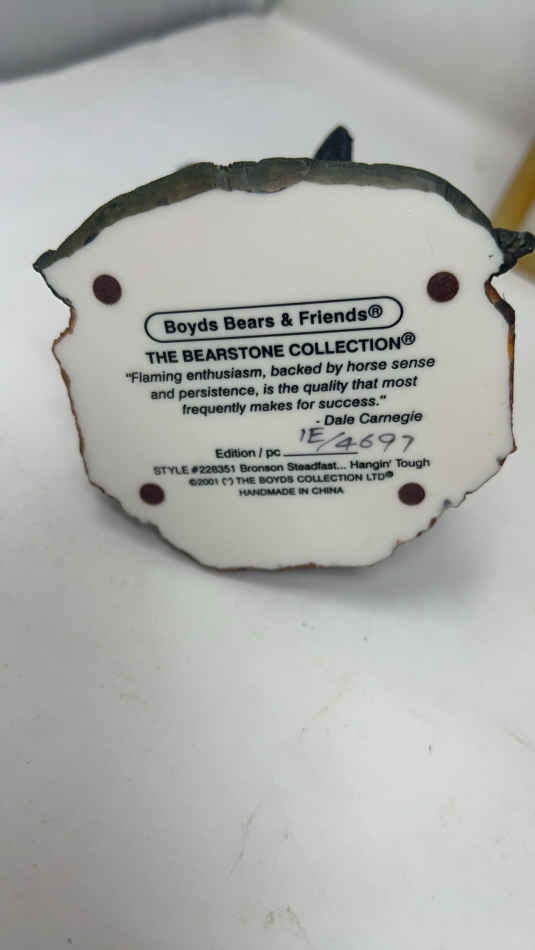 Boyds Bears & Friends®
THE BEARSTONE COLLECTION®
"Flaming enthusiasm, backed by horse sense
and persistence, is the quality that most
frequently makes for success."
- Dale Carnegie
Edition / pc 1E/4697
STYLE #228351 Bronson Steadfast... Hangin' Tough
©2001 (") THE BOYDS COLLECTION LTD®
HANDMADE IN CHINA